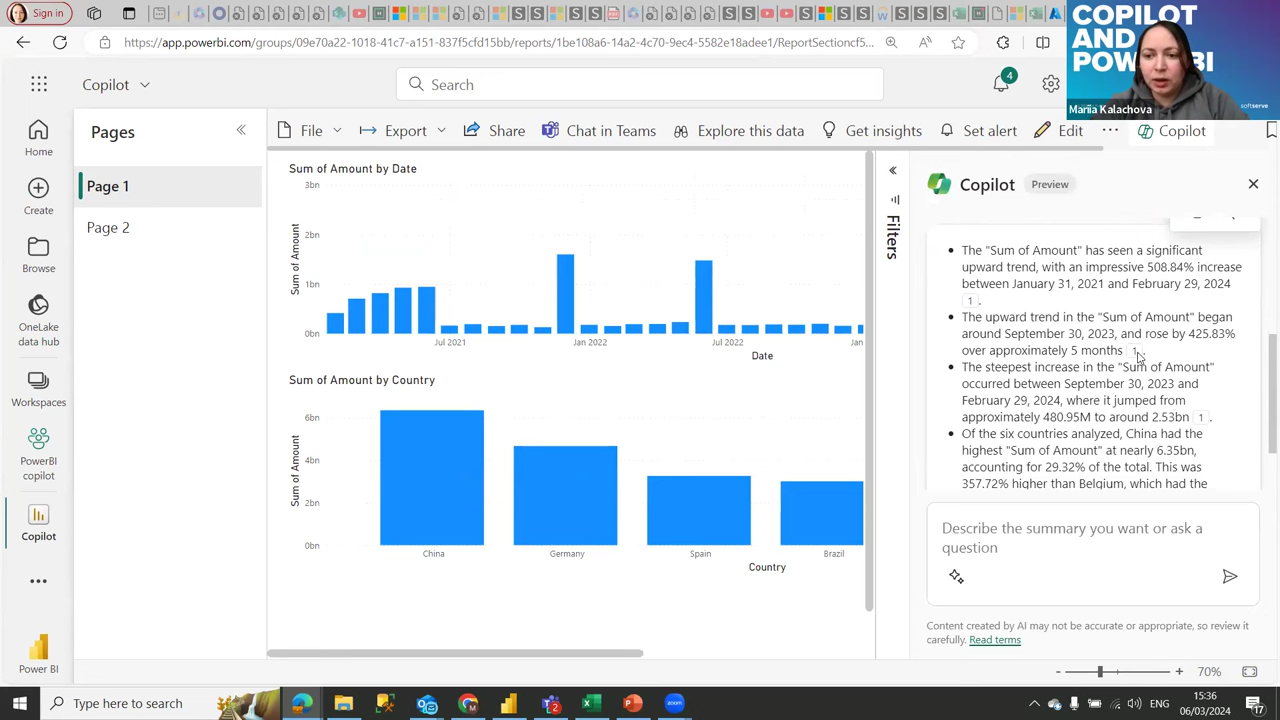 Sign in
COPILOT
AND
POWERBI
Mariia Kalachova
softserve
https://app.powerbi.com/groups/09e70a22-1018-41c7-a151-837f5cfd15bb/reports/1be108a6-14a2-4c70-9ec4-5582e18adee1/ReportSectioncf5...
Copilot
Search
4
Pages
File
Export
Share
Chat in Teams
Explore this data
Get insights
Set alert
Edit
Copilot
Home
Create
Browse
OneLake
data hub
Workspaces
PowerBI
copilot
Copilot
Power BI
Page 1
Page 2
Sum of Amount by Date
Sum of Amount
3bn
2bn
1bn
0bn
Jul 2021
Jan 2022
Jul 2022
Jan
Date
Sum of Amount by Country
Sum of Amount
6bn
4bn
2bn
0bn
China
Germany
Spain
Brazil
Country
Filters
Copilot
Preview
The "Sum of Amount" has seen a significant
upward trend, with an impressive 508.84% increase
between January 31, 2021 and February 29, 2024
1 .
The upward trend in the "Sum of Amount" began
around September 30, 2023, and rose by 425.83%
over approximately 5 months 1 .
The steepest increase in the "Sum of Amount"
occurred between September 30, 2023 and
February 29, 2024, where it jumped from
approximately 480.95M to around 2.53bn 1 .
Of the six countries analyzed, China had the
highest "Sum of Amount" at nearly 6.35bn,
accounting for 29.32% of the total. This was
357.72% higher than Belgium, which had the
Describe the summary you want or ask a
question
Content created by AI may not be accurate or appropriate, so review it
carefully. Read terms
70%
Type here to search
ENG
15:36
06/03/2024
17